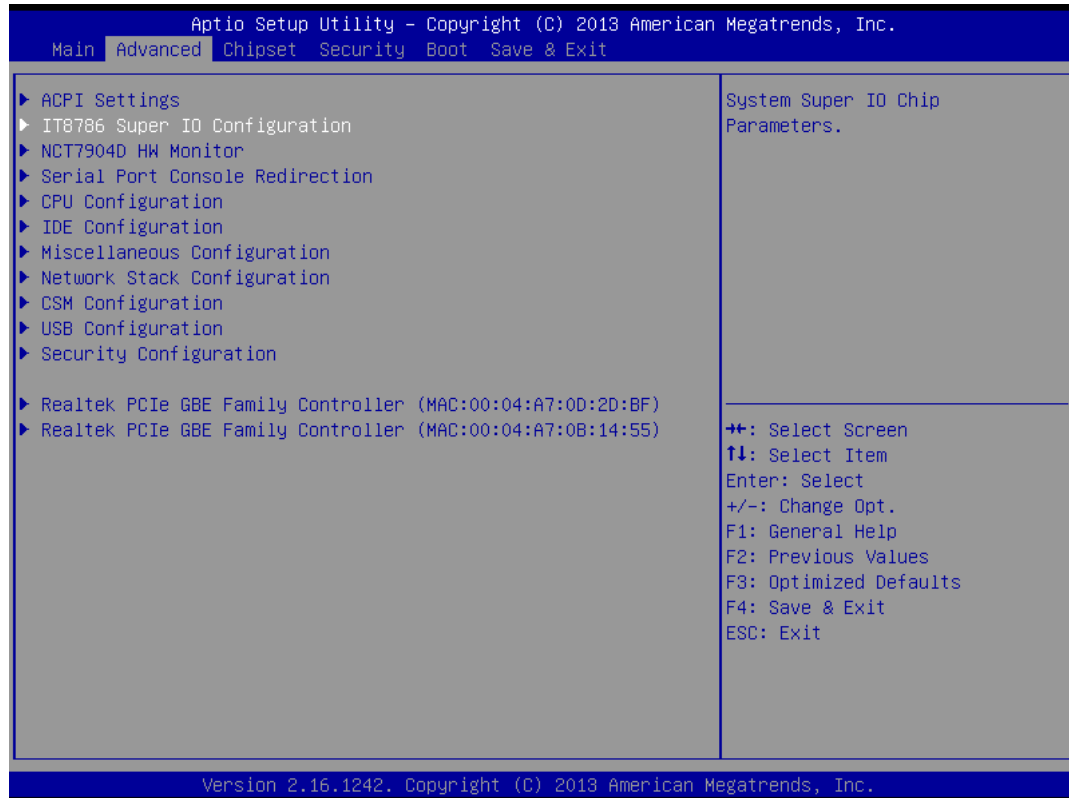 Aptio Setup Utility – Copyright (C) 2013 American Megatrends, Inc.
Main Advanced Chipset Security Boot Save & Exit
▶ ACPI Settings
▶ IT8786 Super IO Configuration
▶ NCT7904D HW Monitor
▶ Serial Port Console Redirection
▶ CPU Configuration
▶ IDE Configuration
▶ Miscellaneous Configuration
▶ Network Stack Configuration
▶ CSM Configuration
▶ USB Configuration
▶ Security Configuration
▶ Realtek PCIe GBE Family Controller (MAC:00:04:A7:0D:2D:BF)
▶ Realtek PCIe GBE Family Controller (MAC:00:04:A7:0B:14:55)
System Super IO Chip
Parameters.
→←: Select Screen
↑↓: Select Item
Enter: Select
+/-: Change Opt.
F1: General Help
F2: Previous Values
F3: Optimized Defaults
F4: Save & Exit
ESC: Exit
Version 2.16.1242. Copyright (C) 2013 American Megatrends, Inc.